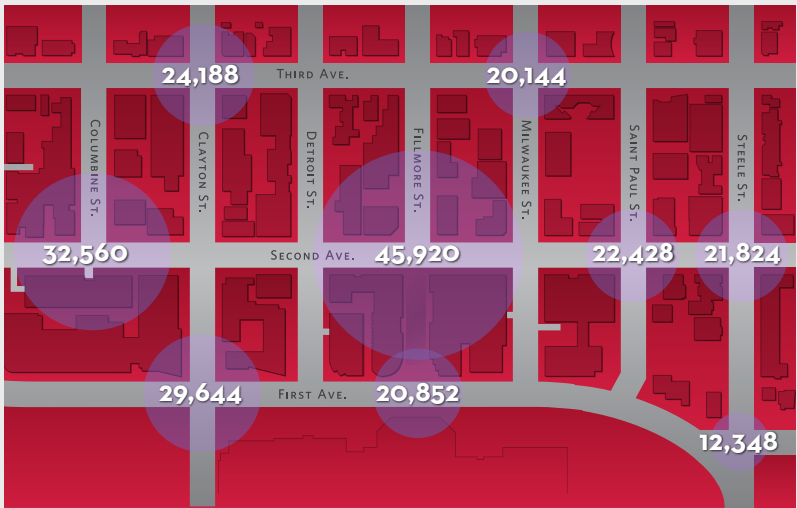 24,188
20,144
Third Ave.
Columbine St.
Clayton St.
Detroit St.
Fillmore St.
Milwaukee St.
Saint Paul St.
Steele St.
32,560
Second Ave.
45,920
22,428
21,824
29,644
First Ave.
20,852
12,348